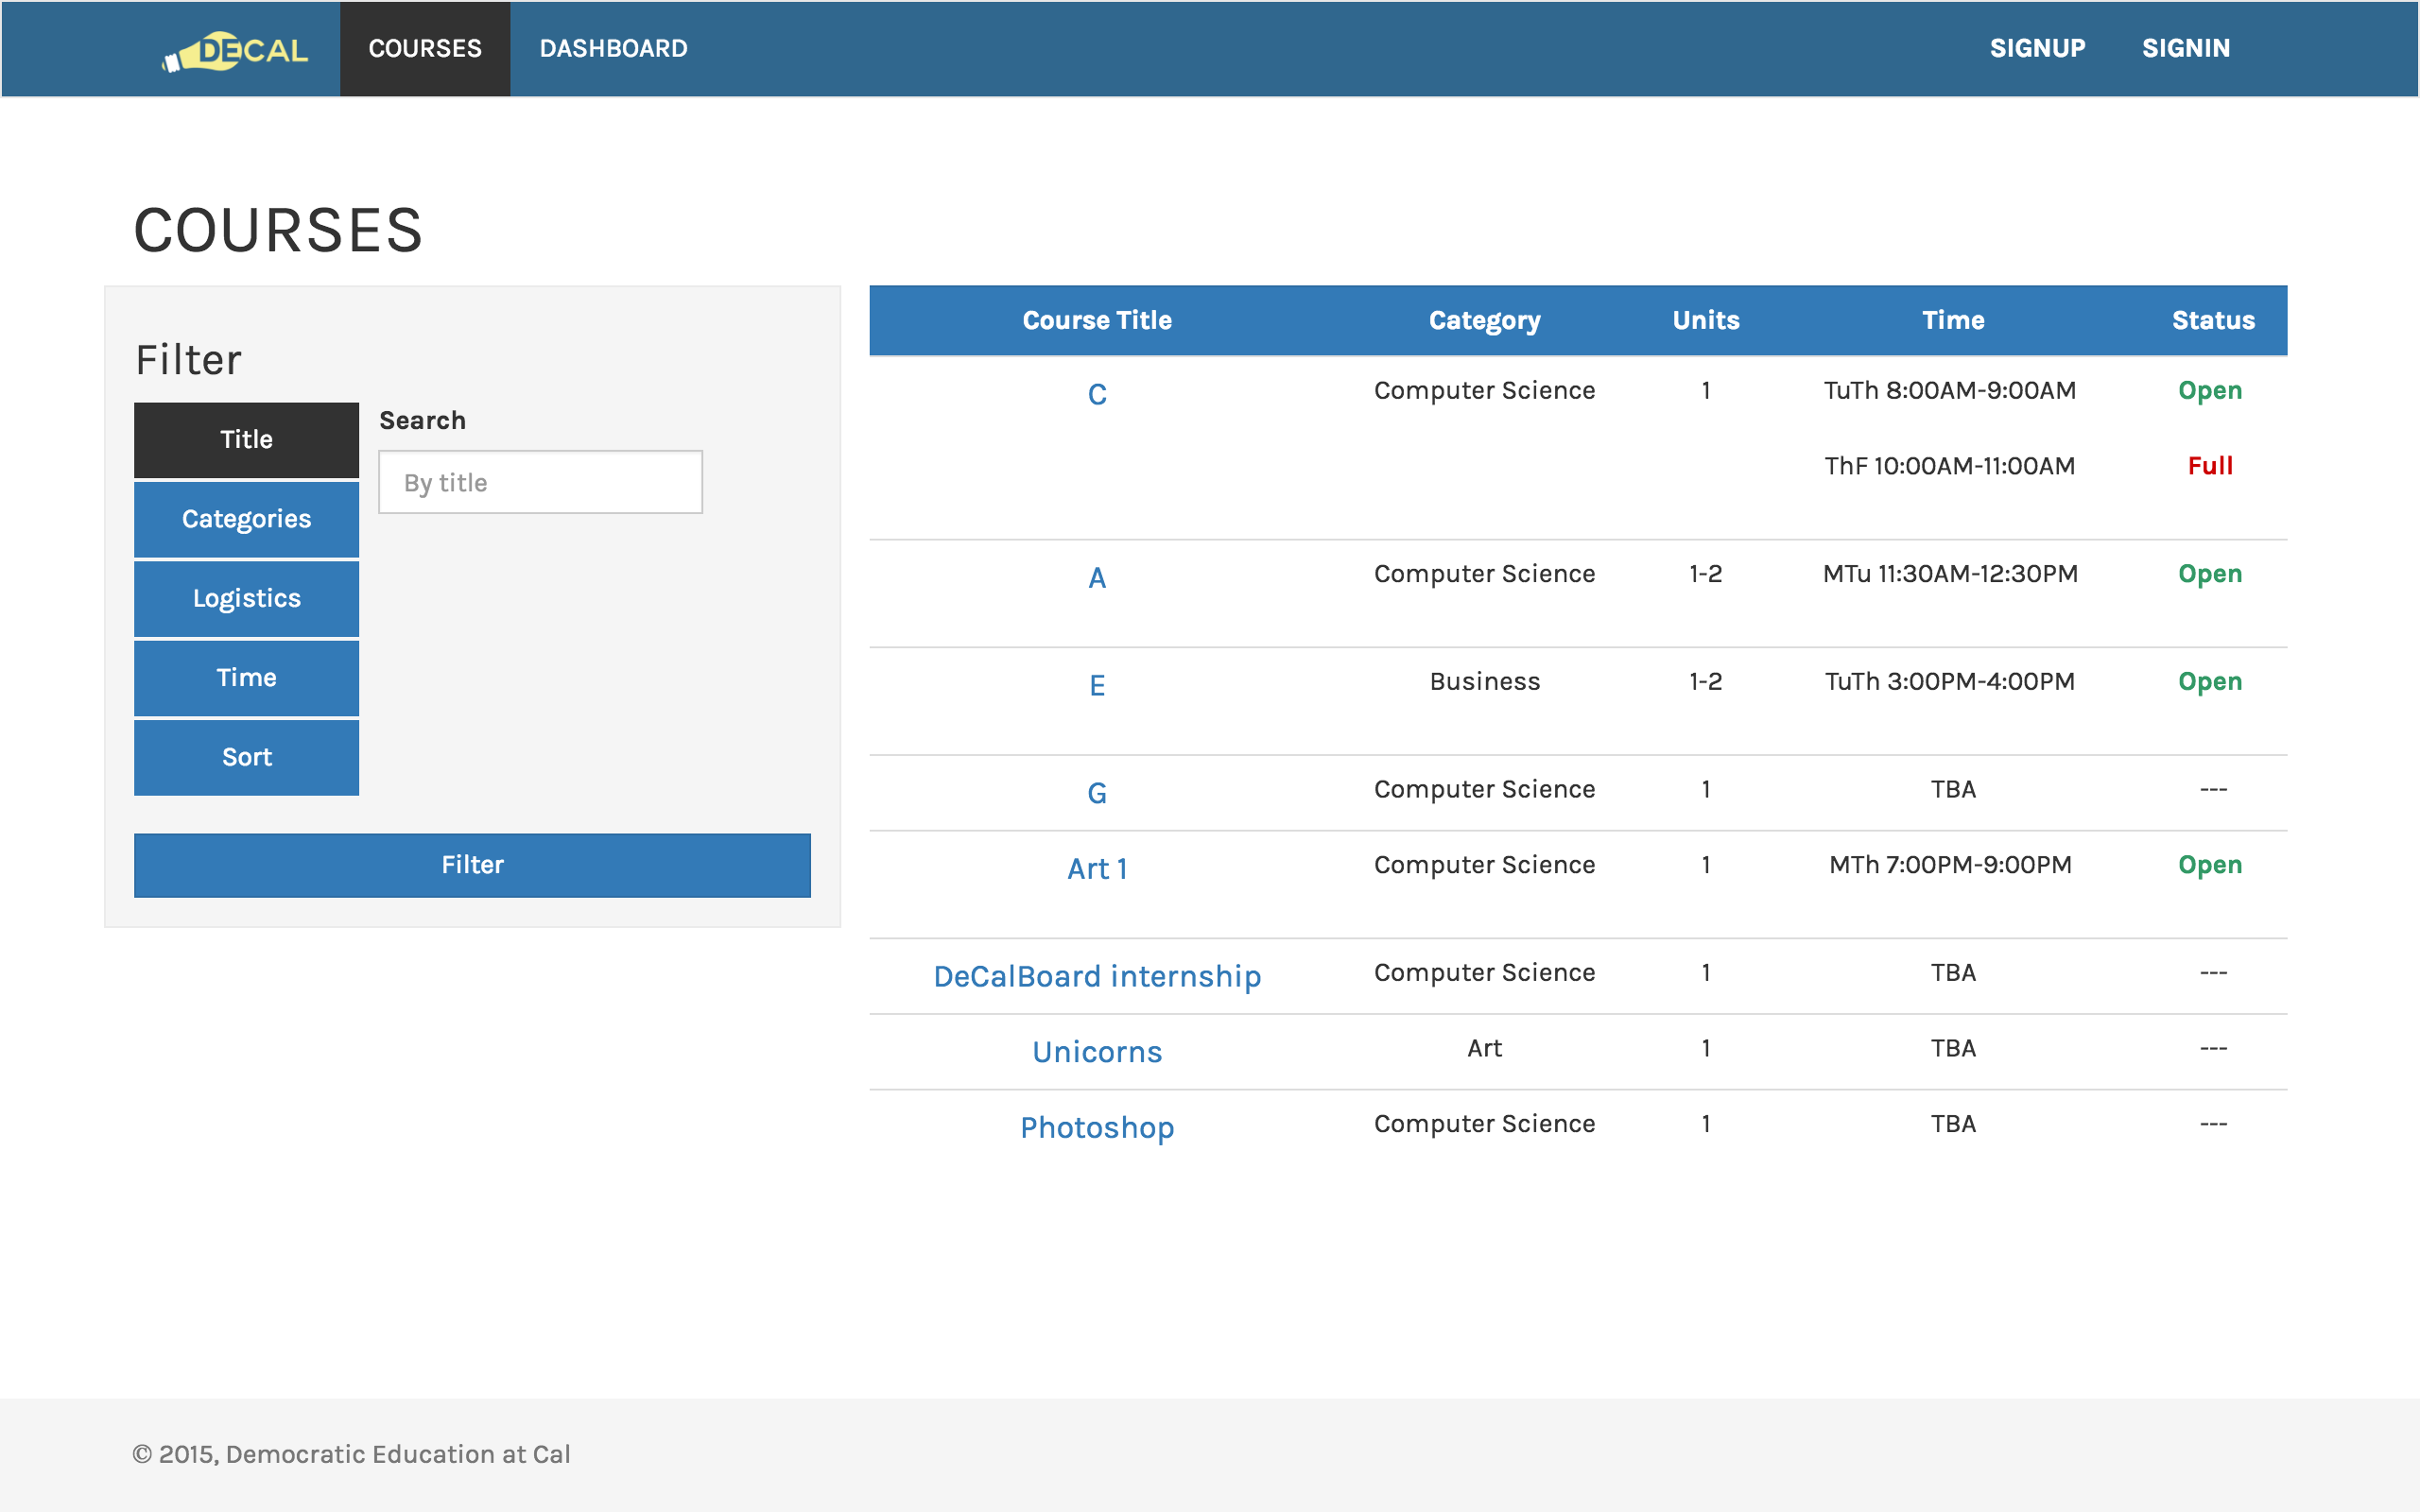 DECAL COURSES DASHBOARD SIGNUP SIGNIN
COURSES
Filter
Title
Categories
Logistics
Time
Sort
Search
By title
Filter
Course Title Category Units Time Status
C Computer Science 1 TuTh 8:00AM-9:00AM Open
ThF 10:00AM-11:00AM Full
A Computer Science 1-2 MTu 11:30AM-12:30PM Open
E Business 1-2 TuTh 3:00PM-4:00PM Open
G Computer Science 1 TBA ---
Art 1 Computer Science 1 MTh 7:00PM-9:00PM Open
DeCalBoard internship Computer Science 1 TBA ---
Unicorns Art 1 TBA ---
Photoshop Computer Science 1 TBA ---
© 2015, Democratic Education at Cal